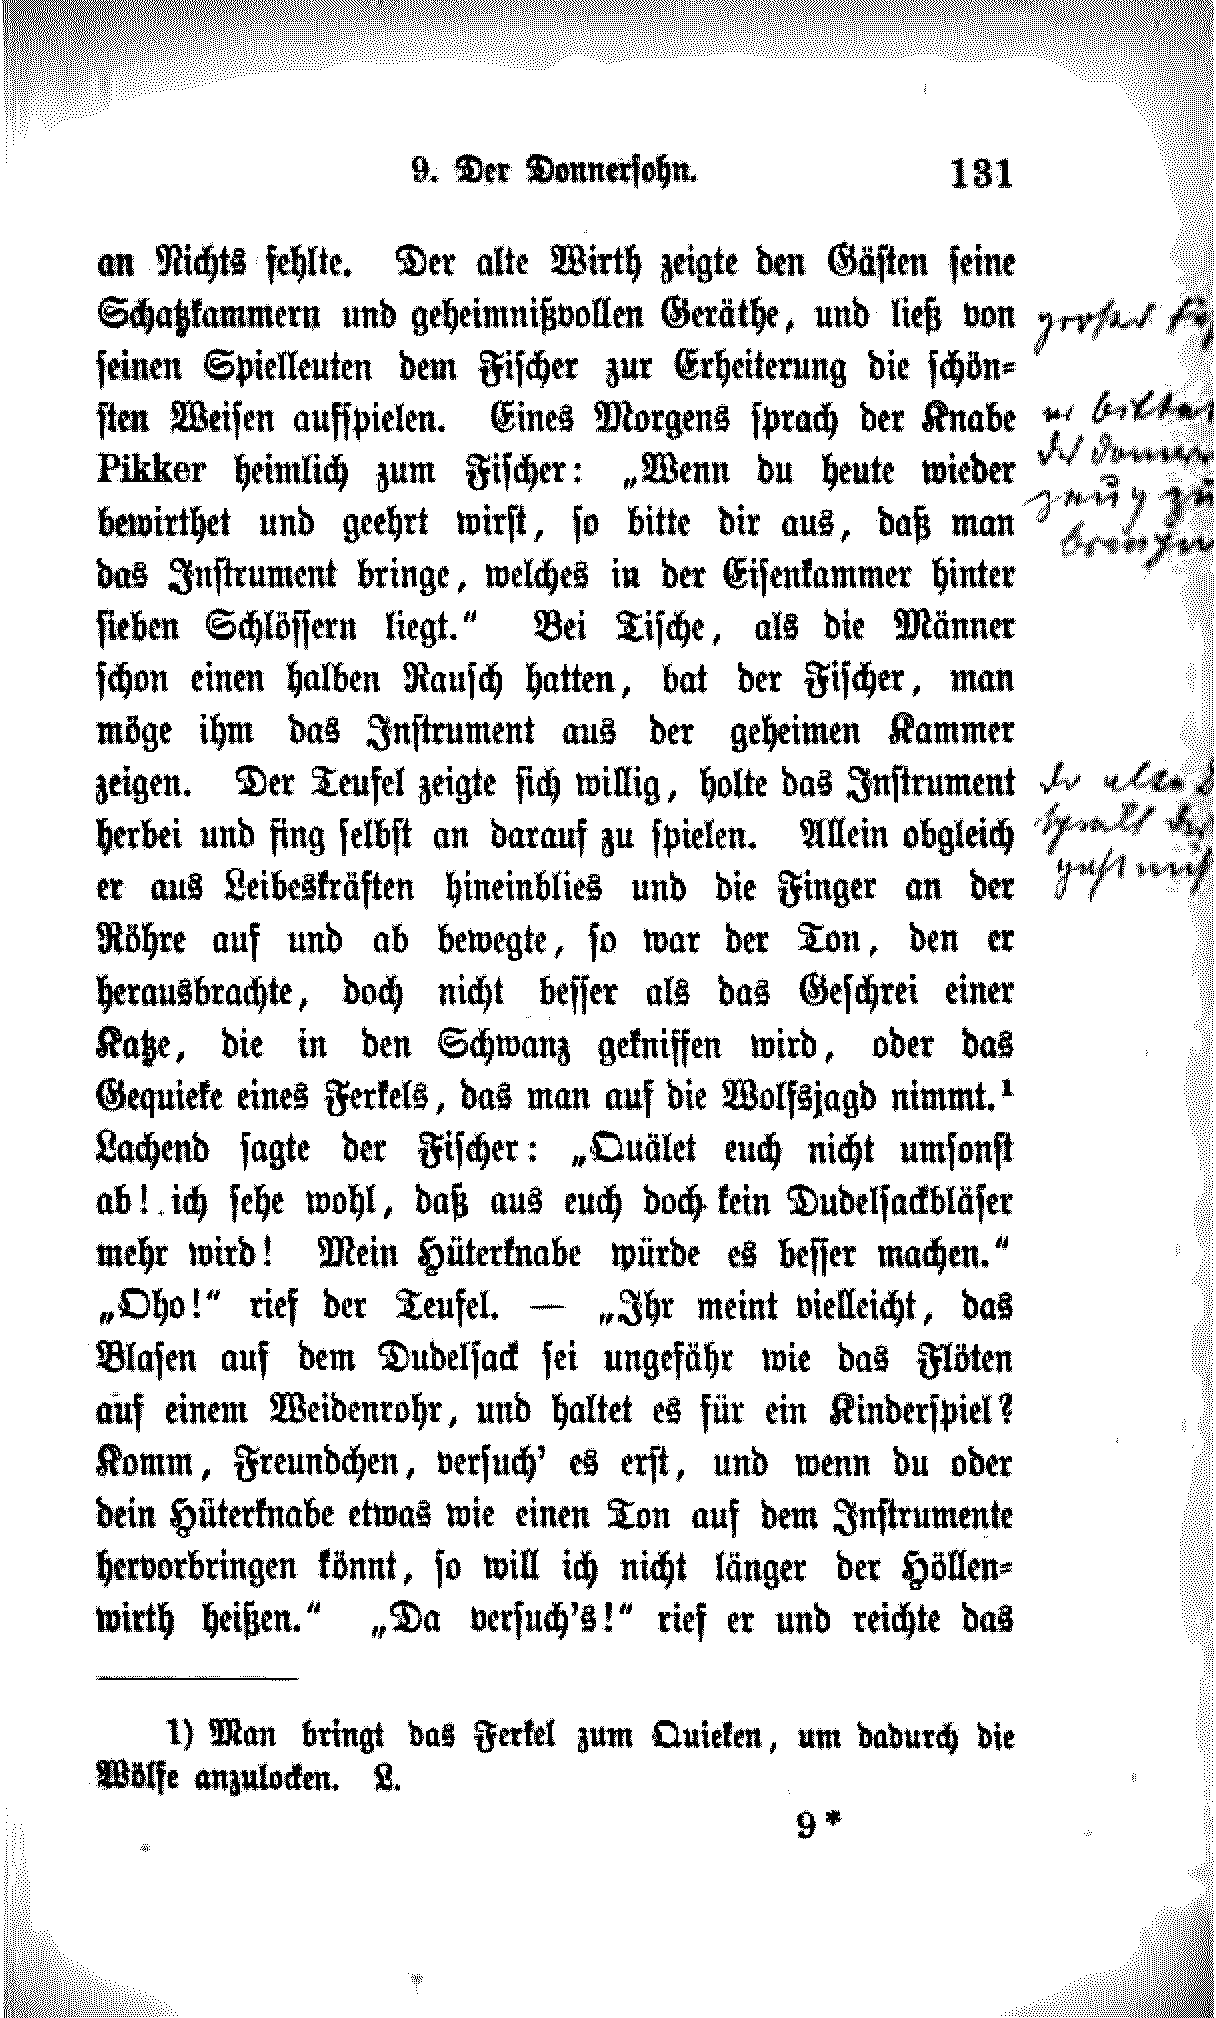 9. Der Donnersohn. 131
an Nichts fehlte. Der alte Wirth zeigte den Gästen seine
Schatzkammern und geheimnißvollen Geräthe, und ließ von
seinen Spielleuten dem Fischer zur Erheiterung die schön-
sten Weisen aufspielen. Eines Morgens sprach der Knabe
Pikker heimlich zum Fischer: „Wenn du heute wieder
bewirthet und geehrt wirst, so bitte dir aus, daß man
das Instrument bringe, welches in der Eisenkammer hinter
sieben Schlössern liegt.“ Bei Tische, als die Männer
schon einen halben Rausch hatten, bat der Fischer, man
möge ihm das Instrument aus der geheimen Kammer
zeigen. Der Teufel zeigte sich willig, holte das Instrument
herbei und fing selbst an darauf zu spielen. Allein obgleich
er aus Leibeskräften hineinblies und die Finger an der
Röhre auf und ab bewegte, so war der Ton, den er
herausbrachte, doch nicht besser als das Geschrei einer
Katze, die in den Schwanz gekniffen wird, oder das
Gequieke eines Ferkels, das man auf die Wolfsjagd nimmt.¹
Lachend sagte der Fischer: „Quälet euch nicht umsonst
ab! ich sehe wohl, daß aus euch doch kein Dudelsackbläser
mehr wird! Mein Hüterknabe würde es besser machen.“
„Oho!“ rief der Teufel. — „Ihr meint vielleicht, das
Blasen auf dem Dudelsack sei ungefähr wie das Flöten
auf einem Weidenrohr, und haltet es für ein Kinderspiel?
Komm, Freundchen, versuch’ es erst, und wenn du oder
dein Hüterknabe etwas wie einen Ton auf dem Instrumente
hervorbringen könnt, so will ich nicht länger der Höllen-
wirth heißen.“ „Da versuch’s!“ rief er und reichte das
1) Man bringt das Ferkel zum Quieken, um dadurch die
Wölfe anzulocken. L.
9*